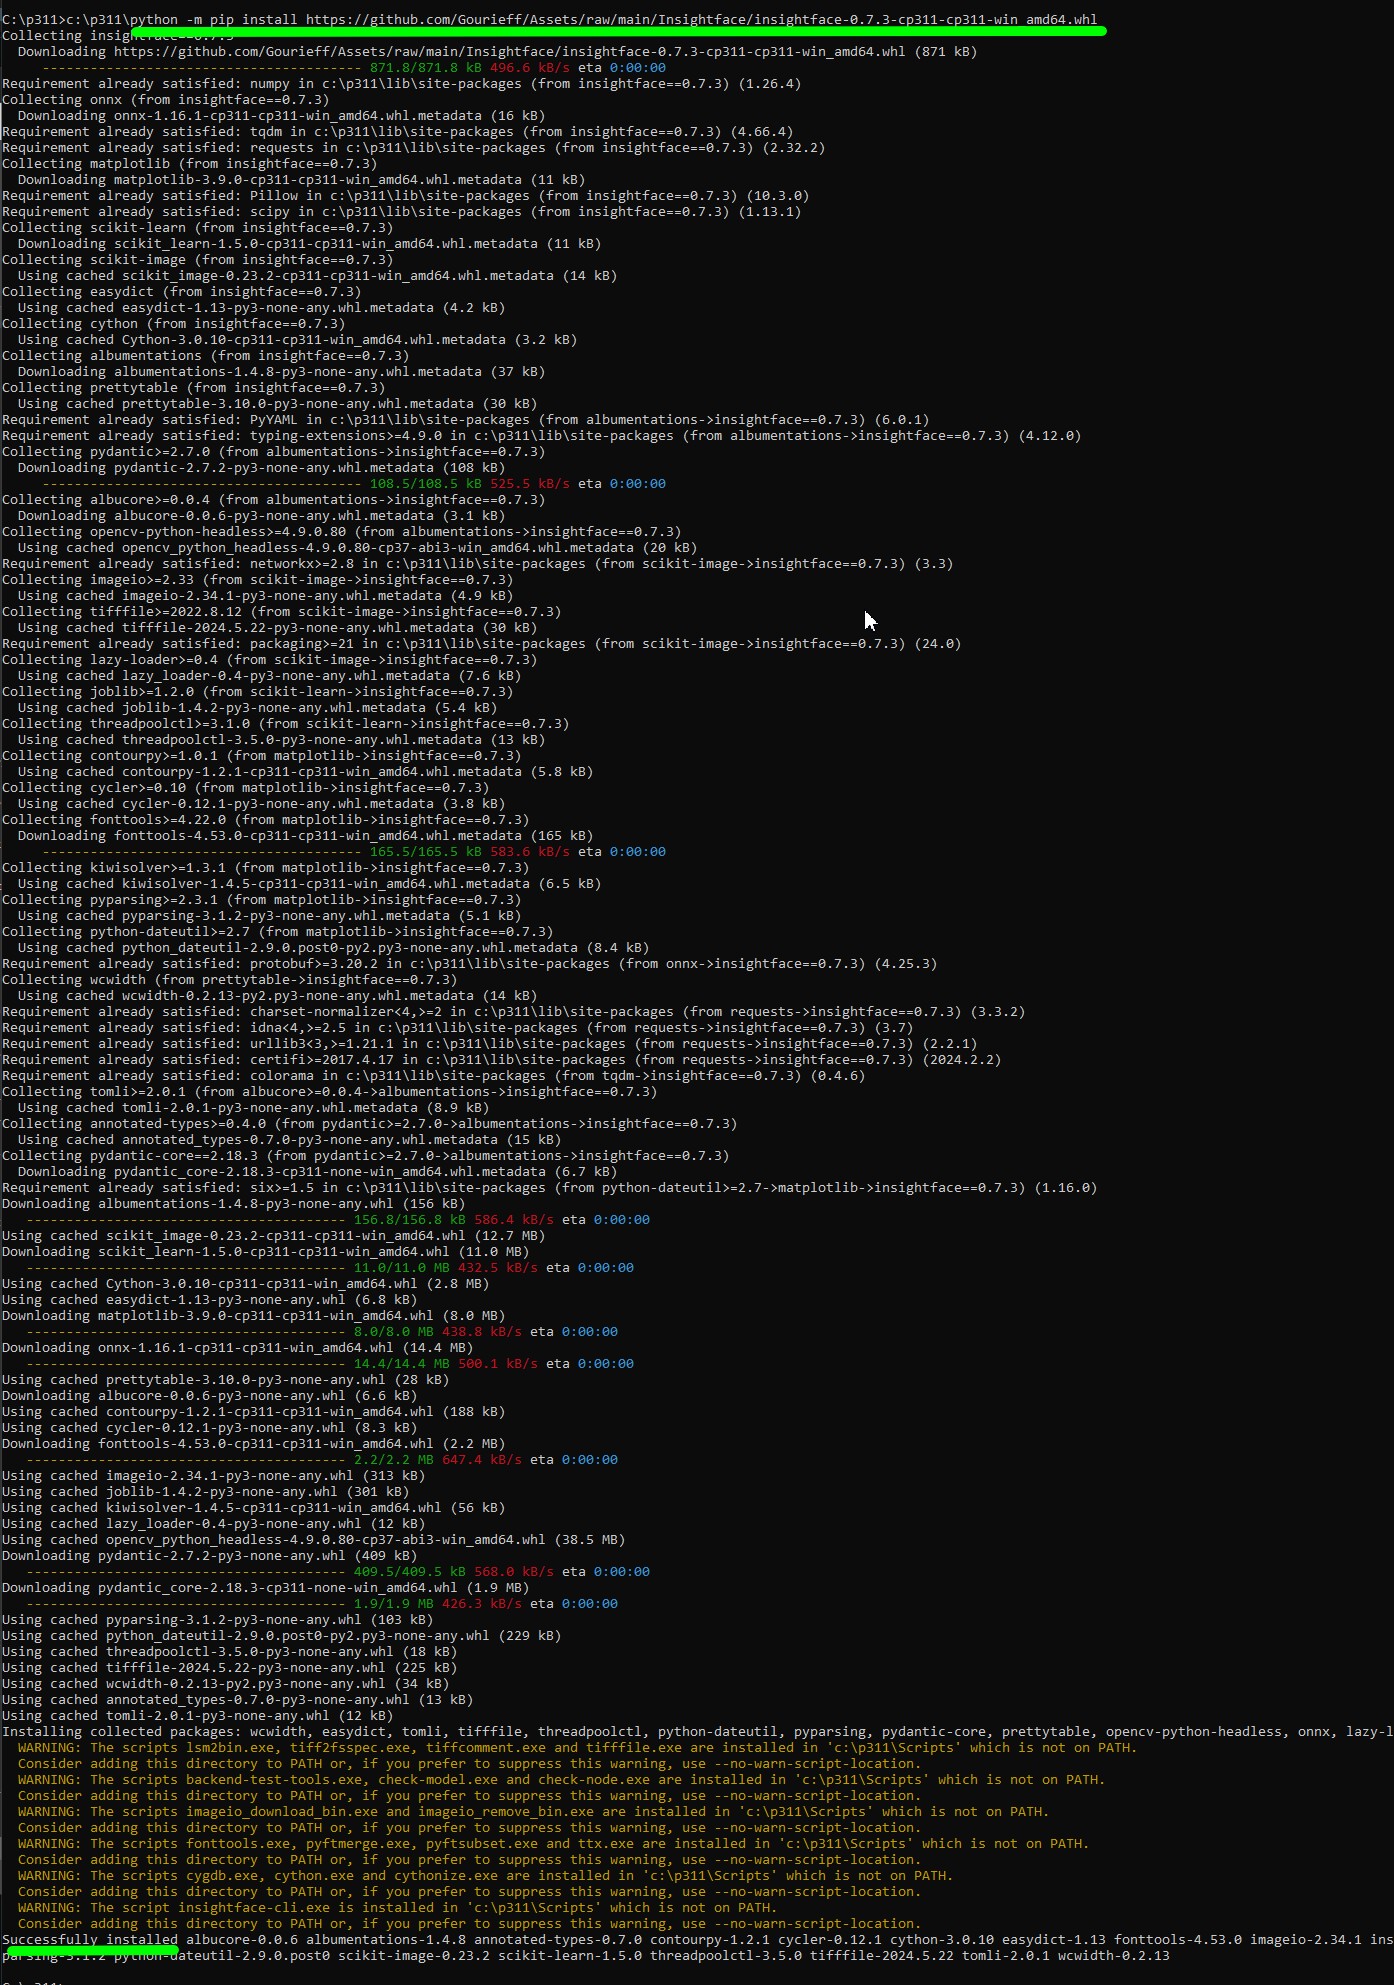 C:\p311>c:\p311\python -m pip install https://github.com/Gourieff/Assets/raw/main/Insightface/insightface-0.7.3-cp311-cp311-win_amd64.whl
Collecting insightface==0.7.3
  Downloading https://github.com/Gourieff/Assets/raw/main/Insightface/insightface-0.7.3-cp311-cp311-win_amd64.whl (871 kB)
     ---------------------------------------- 871.8/871.8 kB 496.6 kB/s eta 0:00:00
Requirement already satisfied: numpy in c:\p311\lib\site-packages (from insightface==0.7.3) (1.26.4)
Collecting onnx (from insightface==0.7.3)
  Downloading onnx-1.16.1-cp311-cp311-win_amd64.whl.metadata (16 kB)
Requirement already satisfied: tqdm in c:\p311\lib\site-packages (from insightface==0.7.3) (4.66.4)
Requirement already satisfied: requests in c:\p311\lib\site-packages (from insightface==0.7.3) (2.32.2)
Collecting matplotlib (from insightface==0.7.3)
  Downloading matplotlib-3.9.0-cp311-cp311-win_amd64.whl.metadata (11 kB)
Requirement already satisfied: Pillow in c:\p311\lib\site-packages (from insightface==0.7.3) (10.3.0)
Requirement already satisfied: scipy in c:\p311\lib\site-packages (from insightface==0.7.3) (1.13.1)
Collecting scikit-learn (from insightface==0.7.3)
  Downloading scikit_learn-1.5.0-cp311-cp311-win_amd64.whl.metadata (11 kB)
Collecting scikit-image (from insightface==0.7.3)
  Using cached scikit_image-0.23.2-cp311-cp311-win_amd64.whl.metadata (14 kB)
Collecting easydict (from insightface==0.7.3)
  Using cached easydict-1.13-py3-none-any.whl.metadata (4.2 kB)
Collecting cython (from insightface==0.7.3)
  Using cached Cython-3.0.10-cp311-cp311-win_amd64.whl.metadata (3.2 kB)
Collecting albumentations (from insightface==0.7.3)
  Downloading albumentations-1.4.8-py3-none-any.whl.metadata (37 kB)
Collecting prettytable (from insightface==0.7.3)
  Using cached prettytable-3.10.0-py3-none-any.whl.metadata (30 kB)
Requirement already satisfied: PyYAML in c:\p311\lib\site-packages (from albumentations->insightface==0.7.3) (6.0.1)
Requirement already satisfied: typing-extensions>=4.9.0 in c:\p311\lib\site-packages (from albumentations->insightface==0.7.3) (4.12.0)
Collecting pydantic>=2.7.0 (from albumentations->insightface==0.7.3)
  Downloading pydantic-2.7.2-py3-none-any.whl.metadata (108 kB)
     ---------------------------------------- 108.5/108.5 kB 525.5 kB/s eta 0:00:00
Collecting albucore>=0.0.4 (from albumentations->insightface==0.7.3)
  Downloading albucore-0.0.6-py3-none-any.whl.metadata (3.1 kB)
Collecting opencv-python-headless>=4.9.0.80 (from albumentations->insightface==0.7.3)
  Using cached opencv_python_headless-4.9.0.80-cp37-abi3-win_amd64.whl.metadata (20 kB)
Requirement already satisfied: networkx>=2.8 in c:\p311\lib\site-packages (from scikit-image->insightface==0.7.3) (3.3)
Collecting imageio>=2.33 (from scikit-image->insightface==0.7.3)
  Using cached imageio-2.34.1-py3-none-any.whl.metadata (4.9 kB)
Collecting tifffile>=2022.8.12 (from scikit-image->insightface==0.7.3)
  Using cached tifffile-2024.5.22-py3-none-any.whl.metadata (30 kB)
Requirement already satisfied: packaging>=21 in c:\p311\lib\site-packages (from scikit-image->insightface==0.7.3) (24.0)
Collecting lazy-loader>=0.4 (from scikit-image->insightface==0.7.3)
  Using cached lazy_loader-0.4-py3-none-any.whl.metadata (7.6 kB)
Collecting joblib>=1.2.0 (from scikit-learn->insightface==0.7.3)
  Using cached joblib-1.4.2-py3-none-any.whl.metadata (5.4 kB)
Collecting threadpoolctl>=3.1.0 (from scikit-learn->insightface==0.7.3)
  Using cached threadpoolctl-3.5.0-py3-none-any.whl.metadata (13 kB)
Collecting contourpy>=1.0.1 (from matplotlib->insightface==0.7.3)
  Using cached contourpy-1.2.1-cp311-cp311-win_amd64.whl.metadata (5.8 kB)
Collecting cycler>=0.10 (from matplotlib->insightface==0.7.3)
  Using cached cycler-0.12.1-py3-none-any.whl.metadata (3.8 kB)
Collecting fonttools>=4.22.0 (from matplotlib->insightface==0.7.3)
  Downloading fonttools-4.53.0-cp311-cp311-win_amd64.whl.metadata (165 kB)
     ---------------------------------------- 165.5/165.5 kB 583.6 kB/s eta 0:00:00
Collecting kiwisolver>=1.3.1 (from matplotlib->insightface==0.7.3)
  Using cached kiwisolver-1.4.5-cp311-cp311-win_amd64.whl.metadata (6.5 kB)
Collecting pyparsing>=2.3.1 (from matplotlib->insightface==0.7.3)
  Using cached pyparsing-3.1.2-py3-none-any.whl.metadata (5.1 kB)
Collecting python-dateutil>=2.7 (from matplotlib->insightface==0.7.3)
  Using cached python_dateutil-2.9.0.post0-py2.py3-none-any.whl.metadata (8.4 kB)
Requirement already satisfied: protobuf>=3.20.2 in c:\p311\lib\site-packages (from onnx->insightface==0.7.3) (4.25.3)
Collecting wcwidth (from prettytable->insightface==0.7.3)
  Using cached wcwidth-0.2.13-py2.py3-none-any.whl.metadata (14 kB)
Requirement already satisfied: charset-normalizer<4,>=2 in c:\p311\lib\site-packages (from requests->insightface==0.7.3) (3.3.2)
Requirement already satisfied: idna<4,>=2.5 in c:\p311\lib\site-packages (from requests->insightface==0.7.3) (3.7)
Requirement already satisfied: urllib3<3,>=1.21.1 in c:\p311\lib\site-packages (from requests->insightface==0.7.3) (2.2.1)
Requirement already satisfied: certifi>=2017.4.17 in c:\p311\lib\site-packages (from requests->insightface==0.7.3) (2024.2.2)
Requirement already satisfied: colorama in c:\p311\lib\site-packages (from tqdm->insightface==0.7.3) (0.4.6)
Collecting tomli>=2.0.1 (from albucore>=0.0.4->albumentations->insightface==0.7.3)
  Using cached tomli-2.0.1-py3-none-any.whl.metadata (8.9 kB)
Collecting annotated-types>=0.4.0 (from pydantic>=2.7.0->albumentations->insightface==0.7.3)
  Using cached annotated_types-0.7.0-py3-none-any.whl.metadata (15 kB)
Collecting pydantic-core==2.18.3 (from pydantic>=2.7.0->albumentations->insightface==0.7.3)
  Downloading pydantic_core-2.18.3-cp311-none-win_amd64.whl.metadata (6.7 kB)
Requirement already satisfied: six>=1.5 in c:\p311\lib\site-packages (from python-dateutil>=2.7->matplotlib->insightface==0.7.3) (1.16.0)
Downloading albumentations-1.4.8-py3-none-any.whl (156 kB)
   ---------------------------------------- 156.8/156.8 kB 586.4 kB/s eta 0:00:00
Using cached scikit_image-0.23.2-cp311-cp311-win_amd64.whl (12.7 MB)
Downloading scikit_learn-1.5.0-cp311-cp311-win_amd64.whl (11.0 MB)
   ---------------------------------------- 11.0/11.0 MB 432.5 kB/s eta 0:00:00
Using cached Cython-3.0.10-cp311-cp311-win_amd64.whl (2.8 MB)
Using cached easydict-1.13-py3-none-any.whl (6.8 kB)
Downloading matplotlib-3.9.0-cp311-cp311-win_amd64.whl (8.0 MB)
   ---------------------------------------- 8.0/8.0 MB 438.8 kB/s eta 0:00:00
Downloading onnx-1.16.1-cp311-cp311-win_amd64.whl (14.4 MB)
   ---------------------------------------- 14.4/14.4 MB 500.1 kB/s eta 0:00:00
Using cached prettytable-3.10.0-py3-none-any.whl (28 kB)
Downloading albucore-0.0.6-py3-none-any.whl (6.6 kB)
Using cached contourpy-1.2.1-cp311-cp311-win_amd64.whl (188 kB)
Using cached cycler-0.12.1-py3-none-any.whl (8.3 kB)
Downloading fonttools-4.53.0-cp311-cp311-win_amd64.whl (2.2 MB)
   ---------------------------------------- 2.2/2.2 MB 647.4 kB/s eta 0:00:00
Using cached imageio-2.34.1-py3-none-any.whl (313 kB)
Using cached joblib-1.4.2-py3-none-any.whl (301 kB)
Using cached kiwisolver-1.4.5-cp311-cp311-win_amd64.whl (56 kB)
Using cached lazy_loader-0.4-py3-none-any.whl (12 kB)
Using cached opencv_python_headless-4.9.0.80-cp37-abi3-win_amd64.whl (38.5 MB)
Downloading pydantic-2.7.2-py3-none-any.whl (409 kB)
   ---------------------------------------- 409.5/409.5 kB 568.0 kB/s eta 0:00:00
Downloading pydantic_core-2.18.3-cp311-none-win_amd64.whl (1.9 MB)
   ---------------------------------------- 1.9/1.9 MB 426.3 kB/s eta 0:00:00
Using cached pyparsing-3.1.2-py3-none-any.whl (103 kB)
Using cached python_dateutil-2.9.0.post0-py2.py3-none-any.whl (229 kB)
Using cached threadpoolctl-3.5.0-py3-none-any.whl (18 kB)
Using cached tifffile-2024.5.22-py3-none-any.whl (225 kB)
Using cached wcwidth-0.2.13-py2.py3-none-any.whl (34 kB)
Using cached annotated_types-0.7.0-py3-none-any.whl (13 kB)
Using cached tomli-2.0.1-py3-none-any.whl (12 kB)
Installing collected packages: wcwidth, easydict, tomli, tifffile, threadpoolctl, python-dateutil, pyparsing, pydantic-core, prettytable, opencv-python-headless, onnx, lazy-l
  WARNING: The scripts lsm2bin.exe, tiff2fsspec.exe, tiffcomment.exe and tifffile.exe are installed in 'c:\p311\Scripts' which is not on PATH.
  Consider adding this directory to PATH or, if you prefer to suppress this warning, use --no-warn-script-location.
  WARNING: The scripts backend-test-tools.exe, check-model.exe and check-node.exe are installed in 'c:\p311\Scripts' which is not on PATH.
  Consider adding this directory to PATH or, if you prefer to suppress this warning, use --no-warn-script-location.
  WARNING: The scripts imageio_download_bin.exe and imageio_remove_bin.exe are installed in 'c:\p311\Scripts' which is not on PATH.
  Consider adding this directory to PATH or, if you prefer to suppress this warning, use --no-warn-script-location.
  WARNING: The scripts fonttools.exe, pyftmerge.exe, pyftsubset.exe and ttx.exe are installed in 'c:\p311\Scripts' which is not on PATH.
  Consider adding this directory to PATH or, if you prefer to suppress this warning, use --no-warn-script-location.
  WARNING: The scripts cygdb.exe, cython.exe and cythonize.exe are installed in 'c:\p311\Scripts' which is not on PATH.
  Consider adding this directory to PATH or, if you prefer to suppress this warning, use --no-warn-script-location.
  WARNING: The script insightface-cli.exe is installed in 'c:\p311\Scripts' which is not on PATH.
  Consider adding this directory to PATH or, if you prefer to suppress this warning, use --no-warn-script-location.
Successfully installed albucore-0.0.6 albumentations-1.4.8 annotated-types-0.7.0 contourpy-1.2.1 cycler-0.12.1 cython-3.0.10 easydict-1.13 fonttools-4.53.0 imageio-2.34.1 ins
parsing-3.1.2 python-dateutil-2.9.0.post0 scikit-image-0.23.2 scikit-learn-1.5.0 threadpoolctl-3.5.0 tifffile-2024.5.22 tomli-2.0.1 wcwidth-0.2.13